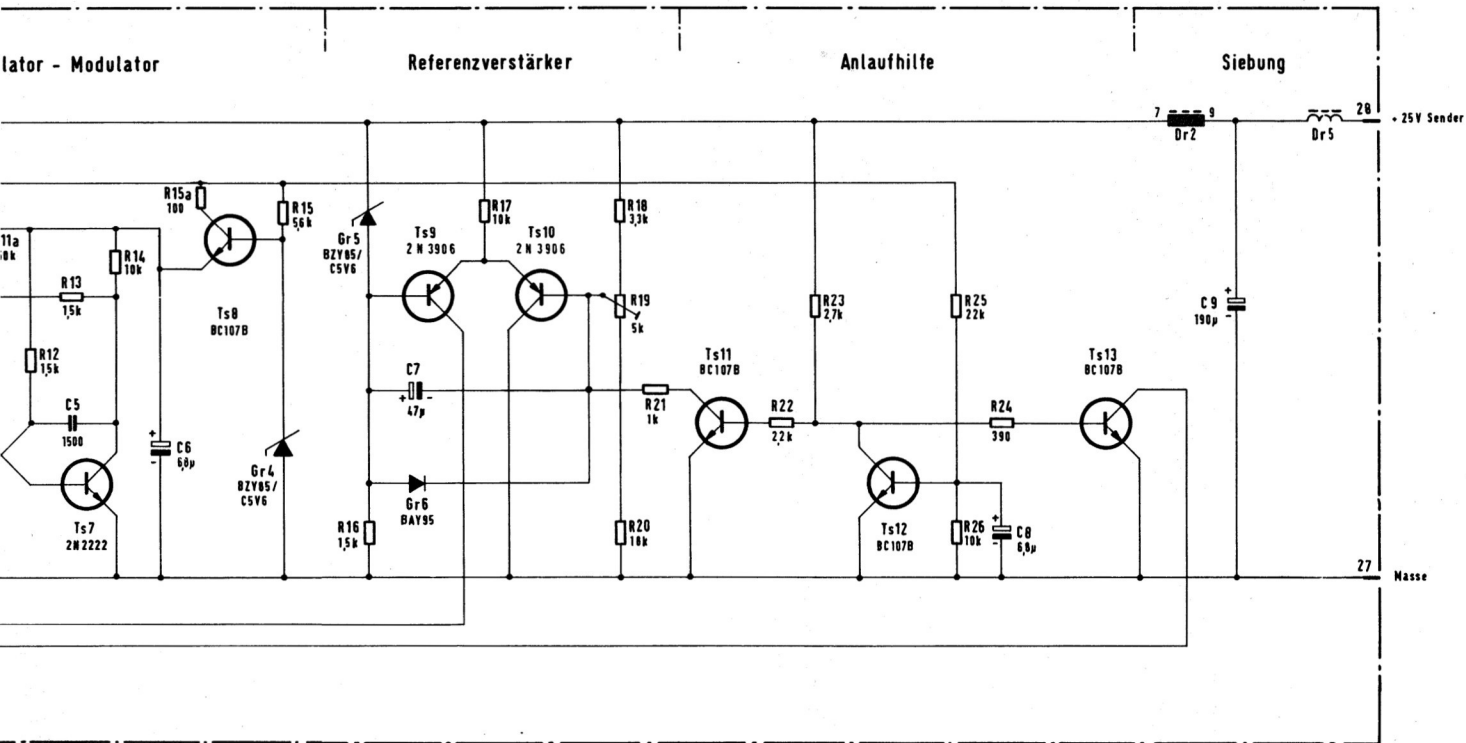 lator - Modulator
Referenzverstärker
Anlaufhilfe
Siebung
7
9
Dr2
Dr5
28
+ 25V Sender
R15a
100
R15
5,6k
Gr5
BZY85/
C5V6
Ts9
2N3906
R17
10k
Ts10
2N3906
R18
3,3k
11a
R14
10k
R13
1,5k
Ts8
BC107B
R19
5k
R23
2,7k
R25
22k
C9
+
190µ
-
R12
1,5k
C7
+
-
47µ
R21
1k
Ts11
BC107B
R22
2,2k
R24
390
Ts13
BC107B
C5
1500
C6
+
6,8µ
-
Gr4
BZY85/
C5V6
Gr6
BAY95
Ts7
2N2222
R16
1,5k
R20
18k
Ts12
BC107B
R26
10k
C8
+
6,8µ
-
27
Masse